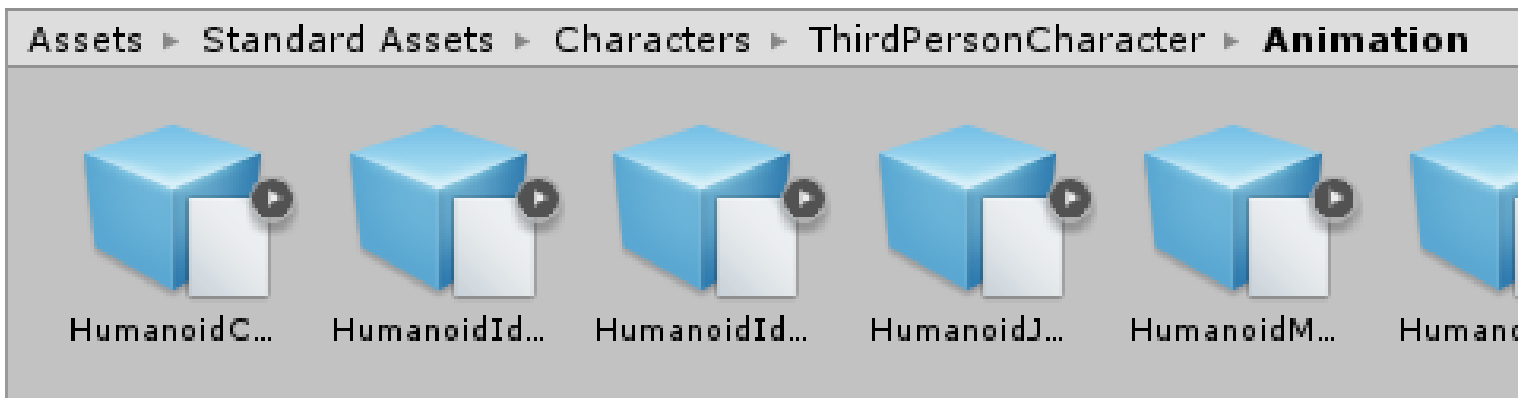 Assets ▸ Standard Assets ▸ Characters ▸ ThirdPersonCharacter ▸ Animation
HumanoidC... HumanoidId... HumanoidId... HumanoidJ... HumanoidM... Humano